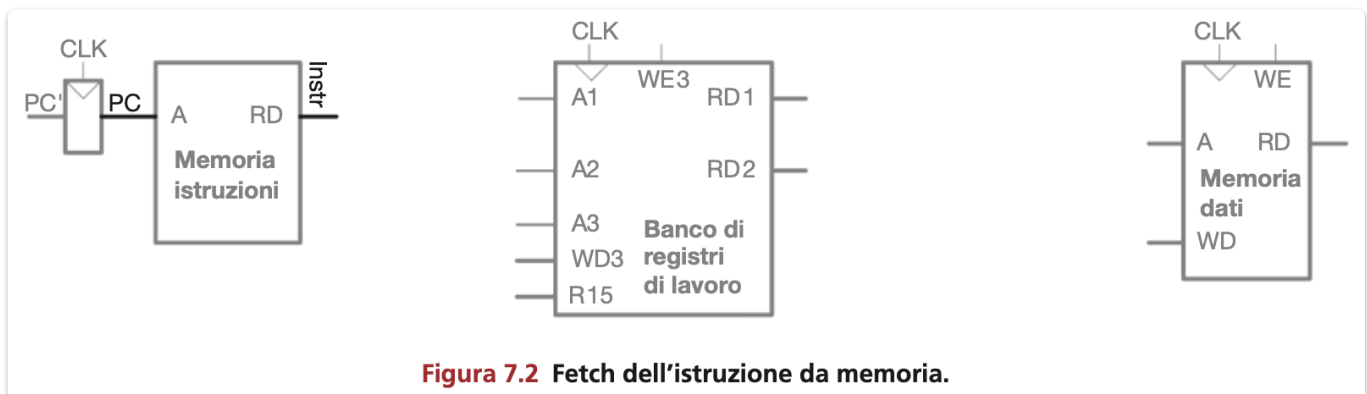 CLK
PC'
PC
A
RD
Instr
Memoria
istruzioni
CLK
WE3
A1
RD1
A2
RD2
A3
WD3
R15
Banco di
registri
di lavoro
CLK
WE
A
RD
Memoria
dati
WD
Figura 7.2 Fetch dell'istruzione da memoria.